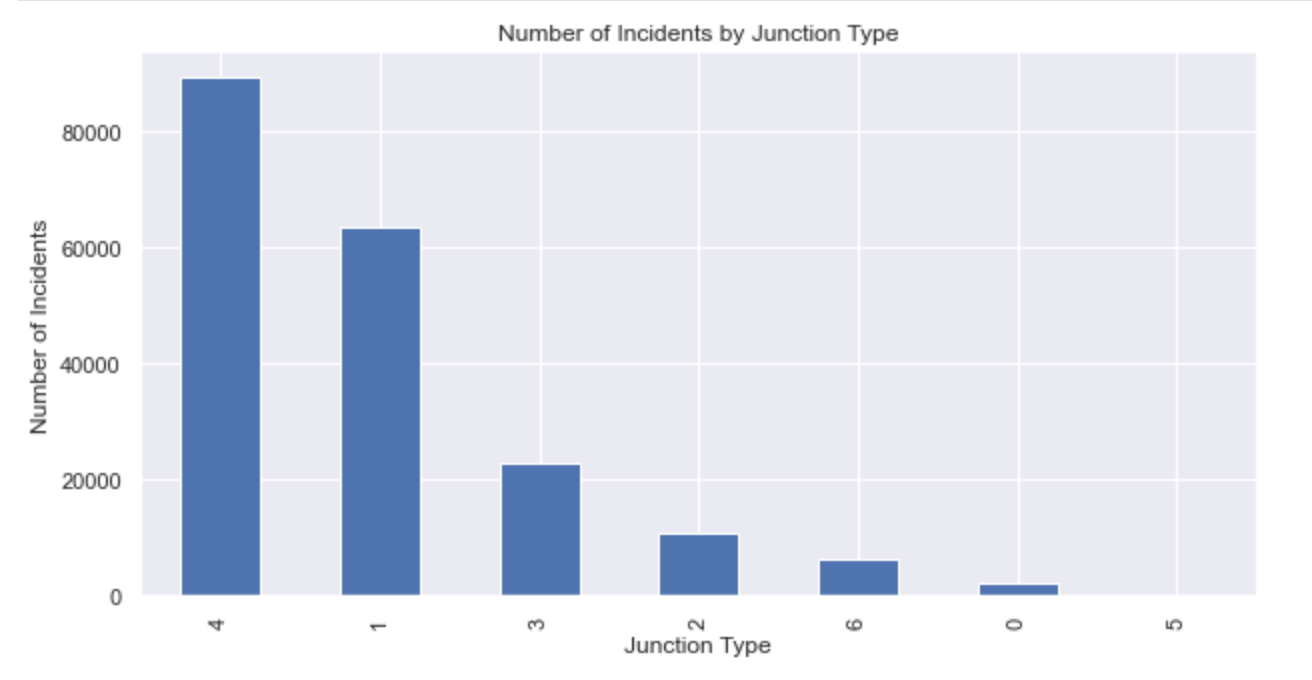 Number of Incidents by Junction Type
80000
60000
40000
20000
0
Number of Incidents
4 1 3 2 6 0 5
Junction Type